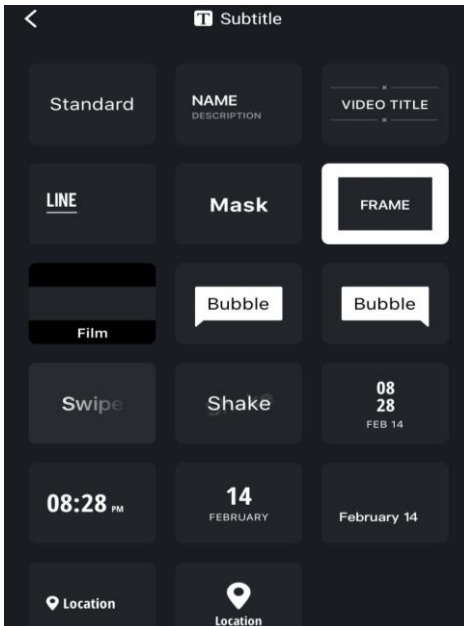 T Subtitle
Standard
NAME
DESCRIPTION
VIDEO TITLE
LINE
Mask
FRAME
Film
Bubble
Bubble
Swipe
Shake
08
28
FEB 14
08:28 PM
14
FEBRUARY
February 14
Location
Location